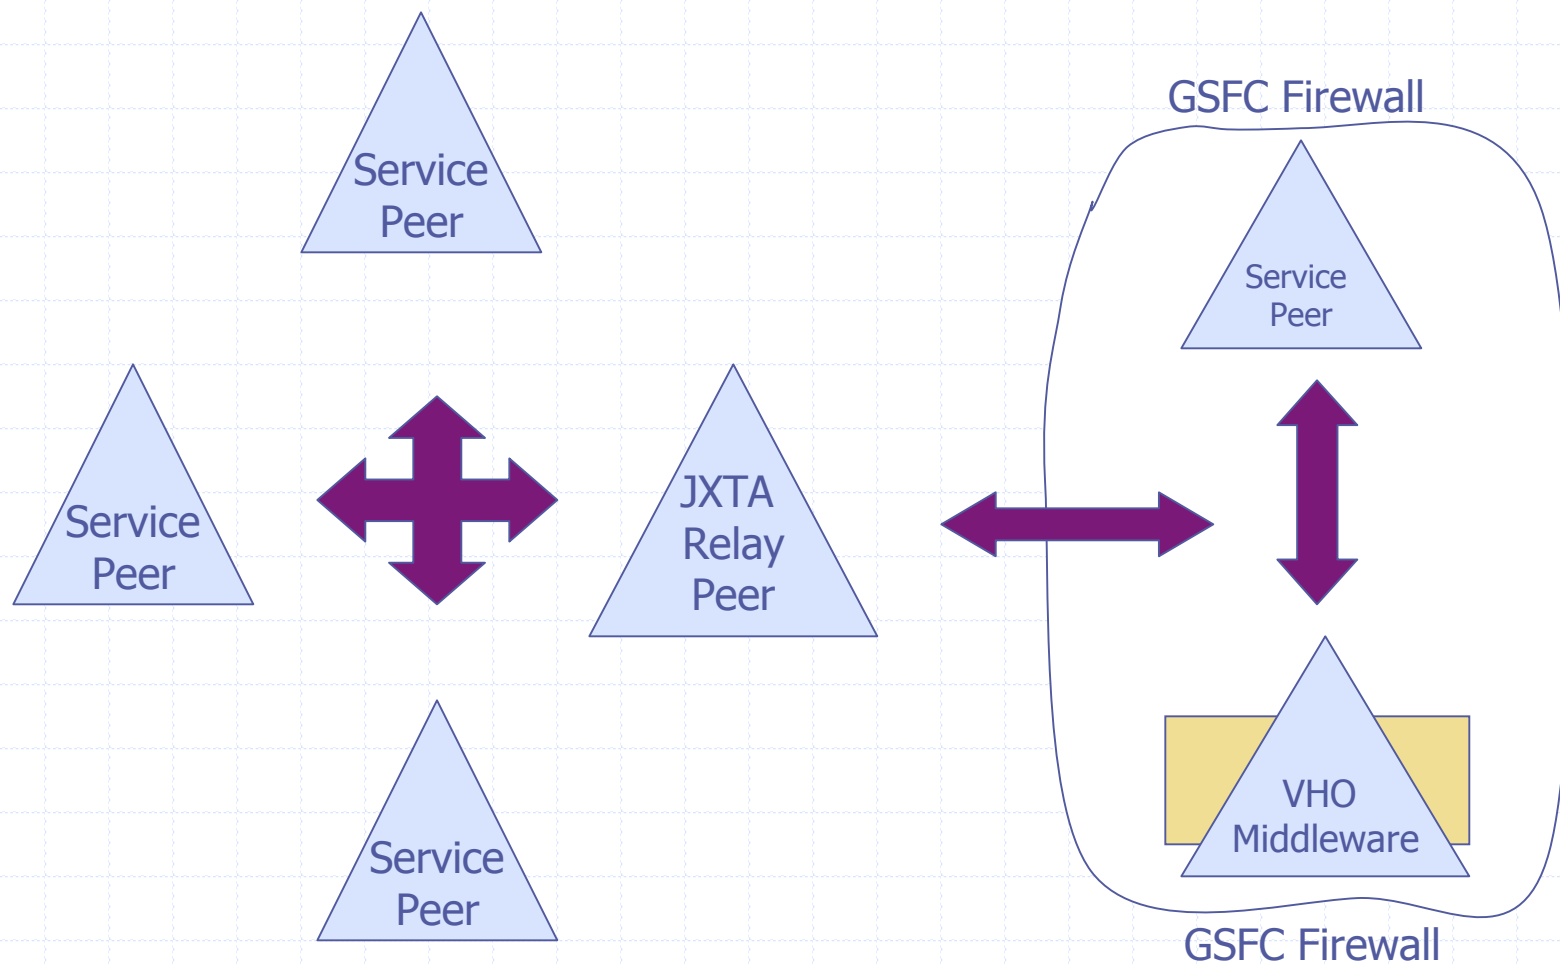 GSFC Firewall
Service
Peer
Service
Peer
Service
Peer
JXTA
Relay
Peer
Service
Peer
VHO
Middleware
GSFC Firewall